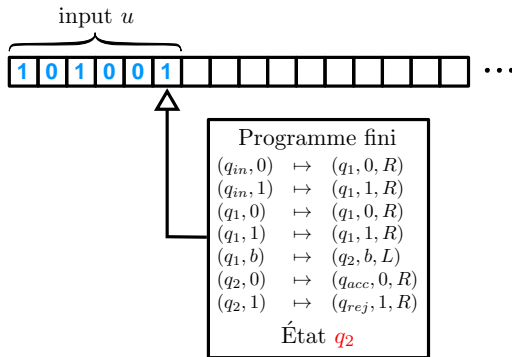 input u
1 0 1 0 0 1
...
Programme fini
(q_in, 0) ↦ (q_1, 0, R)
(q_in, 1) ↦ (q_1, 1, R)
(q_1, 0) ↦ (q_1, 0, R)
(q_1, 1) ↦ (q_1, 1, R)
(q_1, b) ↦ (q_2, b, L)
(q_2, 0) ↦ (q_acc, 0, R)
(q_2, 1) ↦ (q_rej, 1, R)
État q_2